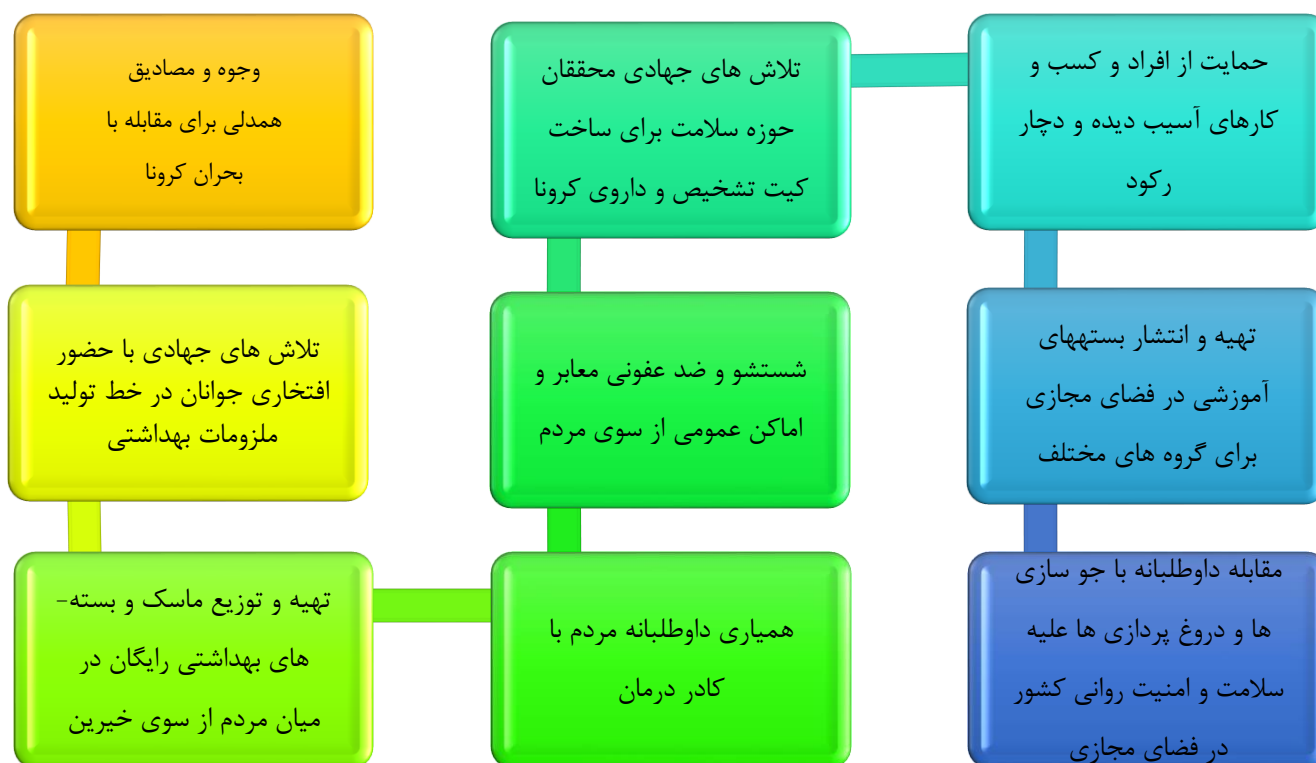 وجوه و مصادیق
همدلی برای مقابله با
بحران کرونا
تلاش های جهادی با حضور
افتخاری جوانان در خط تولید
ملزومات بهداشتی
تهیه و توزیع ماسک و بسته-
های بهداشتی رایگان در
میان مردم از سوی خیرین
همیاری داوطلبانه مردم با
کادر درمان
شستشو و ضد عفونی معابر و
اماکن عمومی از سوی مردم
تلاش های جهادی محققان
حوزه سلامت برای ساخت
کیت تشخیص و داروی کرونا
حمایت از افراد و کسب و
کارهای آسیب دیده و دچار
رکود
تهیه و انتشار بستههای
آموزشی در فضای مجازی
برای گروه های مختلف
مقابله داوطلبانه با جو سازی
ها و دروغ پردازی ها علیه
سلامت و امنیت روانی کشور
در فضای مجازی